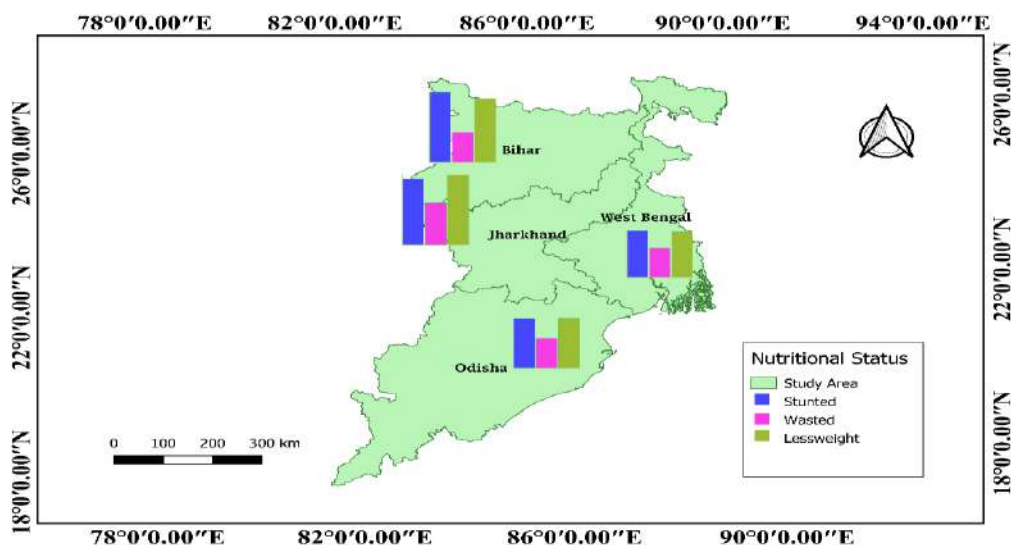 78°0′0.00″E 82°0′0.00″E 86°0′0.00″E 90°0′0.00″E 94°0′0.00″E
26°0′0.00″N
26°0′0.00″N
22°0′0.00″N
22°0′0.00″N
18°0′0.00″N
18°0′0.00″N
Bihar
West Bengal
Jharkhand
Odisha
Nutritional Status
Study Area
Stunted
Wasted
Lessweight
0 100 200 300 km
78°0′0.00″E 82°0′0.00″E 86°0′0.00″E 90°0′0.00″E